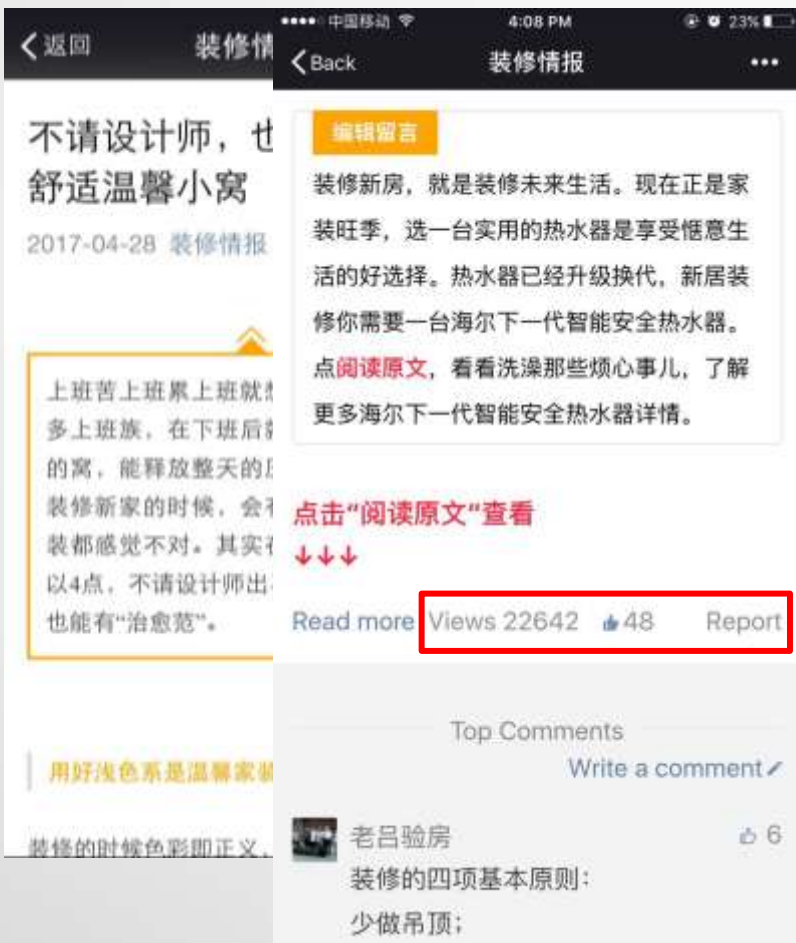 返回 装修情
不请设计师，也
舒适温馨小窝
2017-04-28 装修情报
上班苦上班累上班就想
多上班族，在下班后
的窝，能释放整天的
装修新家的时候，会有
装都感觉不对。其实
以4点，不请设计师出
也能有“治愈范”。
用好浅色系是温馨家装
装修的时候色彩即正义，
中国移动 4:08 PM 23%
Back 装修情报
编辑留言
装修新房，就是装修未来生活。现在正是家
装旺季，选一台实用的热水器是享受惬意生
活的好选择。热水器已经升级换代，新居装
修你需要一台海尔下一代智能安全热水器。
点阅读原文，看看洗澡那些烦心事儿，了解
更多海尔下一代智能安全热水器详情。
点击“阅读原文“查看
↓↓↓
Read more Views 22642 48 Report
Top Comments
Write a comment
老吕验房 6
装修的四项基本原则：
少做吊顶；